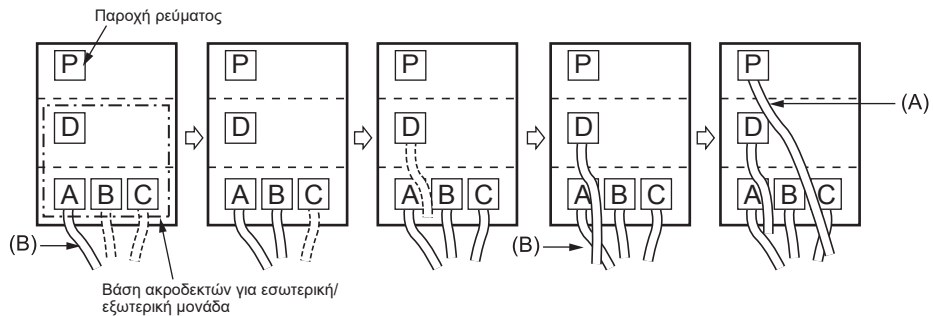 Παροχή ρεύματος
P P P P P
(A)
D D D D D
A B C A B C A B C A B C A B C
(B) (B)
Βάση ακροδεκτών για εσωτερική/
εξωτερική μονάδα